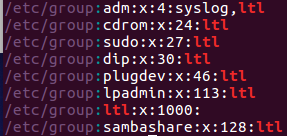 /etc/group:adm:x:4:syslog,ltl
/etc/group:cdrom:x:24:ltl
/etc/group:sudo:x:27:ltl
/etc/group:dip:x:30:ltl
/etc/group:plugdev:x:46:ltl
/etc/group:lpadmin:x:113:ltl
/etc/group:ltl:x:1000:
/etc/group:sambashare:x:128:ltl